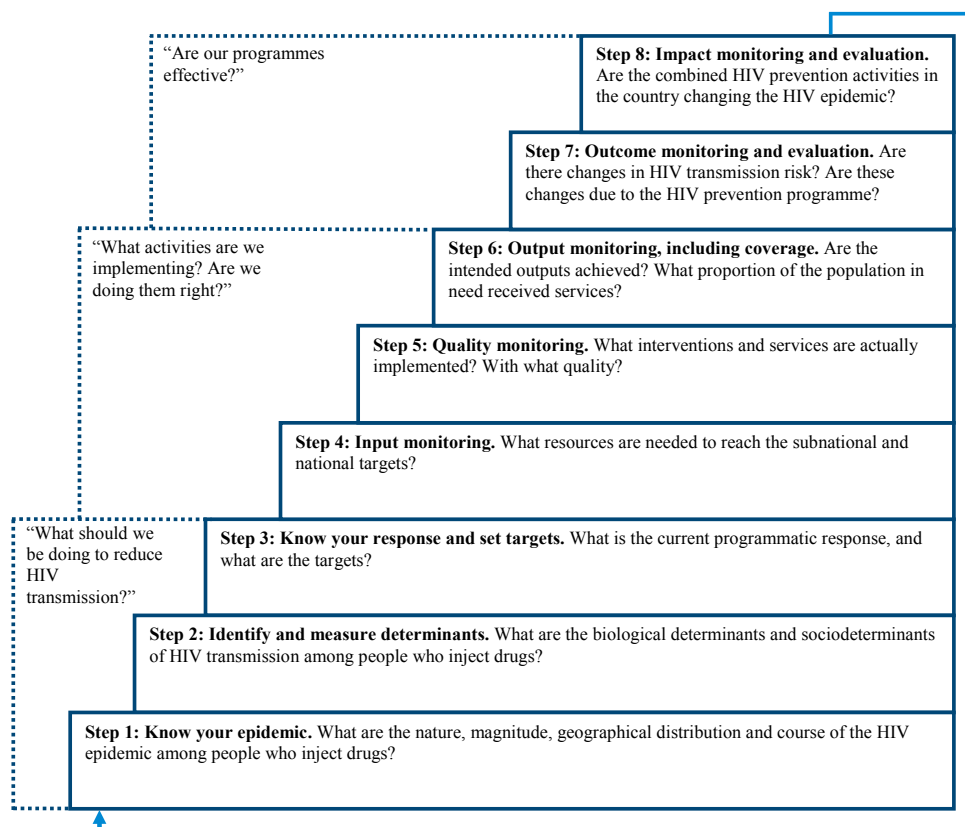 “Are our programmes
effective?”
Step 8: Impact monitoring and evaluation.
Are the combined HIV prevention activities in
the country changing the HIV epidemic?
Step 7: Outcome monitoring and evaluation. Are
there changes in HIV transmission risk? Are these
changes due to the HIV prevention programme?
“What activities are we
implementing? Are we
doing them right?”
Step 6: Output monitoring, including coverage. Are the
intended outputs achieved? What proportion of the population in
need received services?
Step 5: Quality monitoring. What interventions and services are actually
implemented? With what quality?
Step 4: Input monitoring. What resources are needed to reach the subnational and
national targets?
“What should we
be doing to reduce
HIV
transmission?”
Step 3: Know your response and set targets. What is the current programmatic response, and
what are the targets?
Step 2: Identify and measure determinants. What are the biological determinants and sociodeterminants
of HIV transmission among people who inject drugs?
Step 1: Know your epidemic. What are the nature, magnitude, geographical distribution and course of the HIV
epidemic among people who inject drugs?